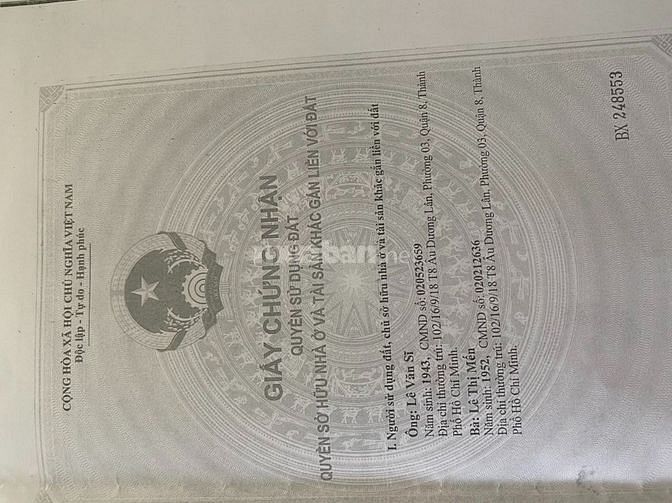 CỘNG HÒA XÃ HỘI CHỦ NGHĨA VIỆT NAM
Độc lập - Tự do - Hạnh phúc
GIẤY CHỨNG NHẬN
QUYỀN SỬ DỤNG ĐẤT
QUYỀN SỞ HỮU NHÀ Ở VÀ TÀI SẢN KHÁC GẮN LIỀN VỚI ĐẤT
I. Người sử dụng đất, chủ sở hữu nhà ở và tài sản khác gắn liền với đất
Ông: Lê Văn Sĩ
Năm sinh: 1943, CMND số: 020523659
Địa chỉ thường trú: 102/16/9/18 T8 Âu Dương Lân, Phường 03, Quận 8, Thành
Phố Hồ Chí Minh.
Bà: Lê Thị Mến
Năm sinh: 1952, CMND số: 020212636
Địa chỉ thường trú: 102/16/9/18 T8 Âu Dương Lân, Phường 03, Quận 8, Thành
Phố Hồ Chí Minh.
BX 248553